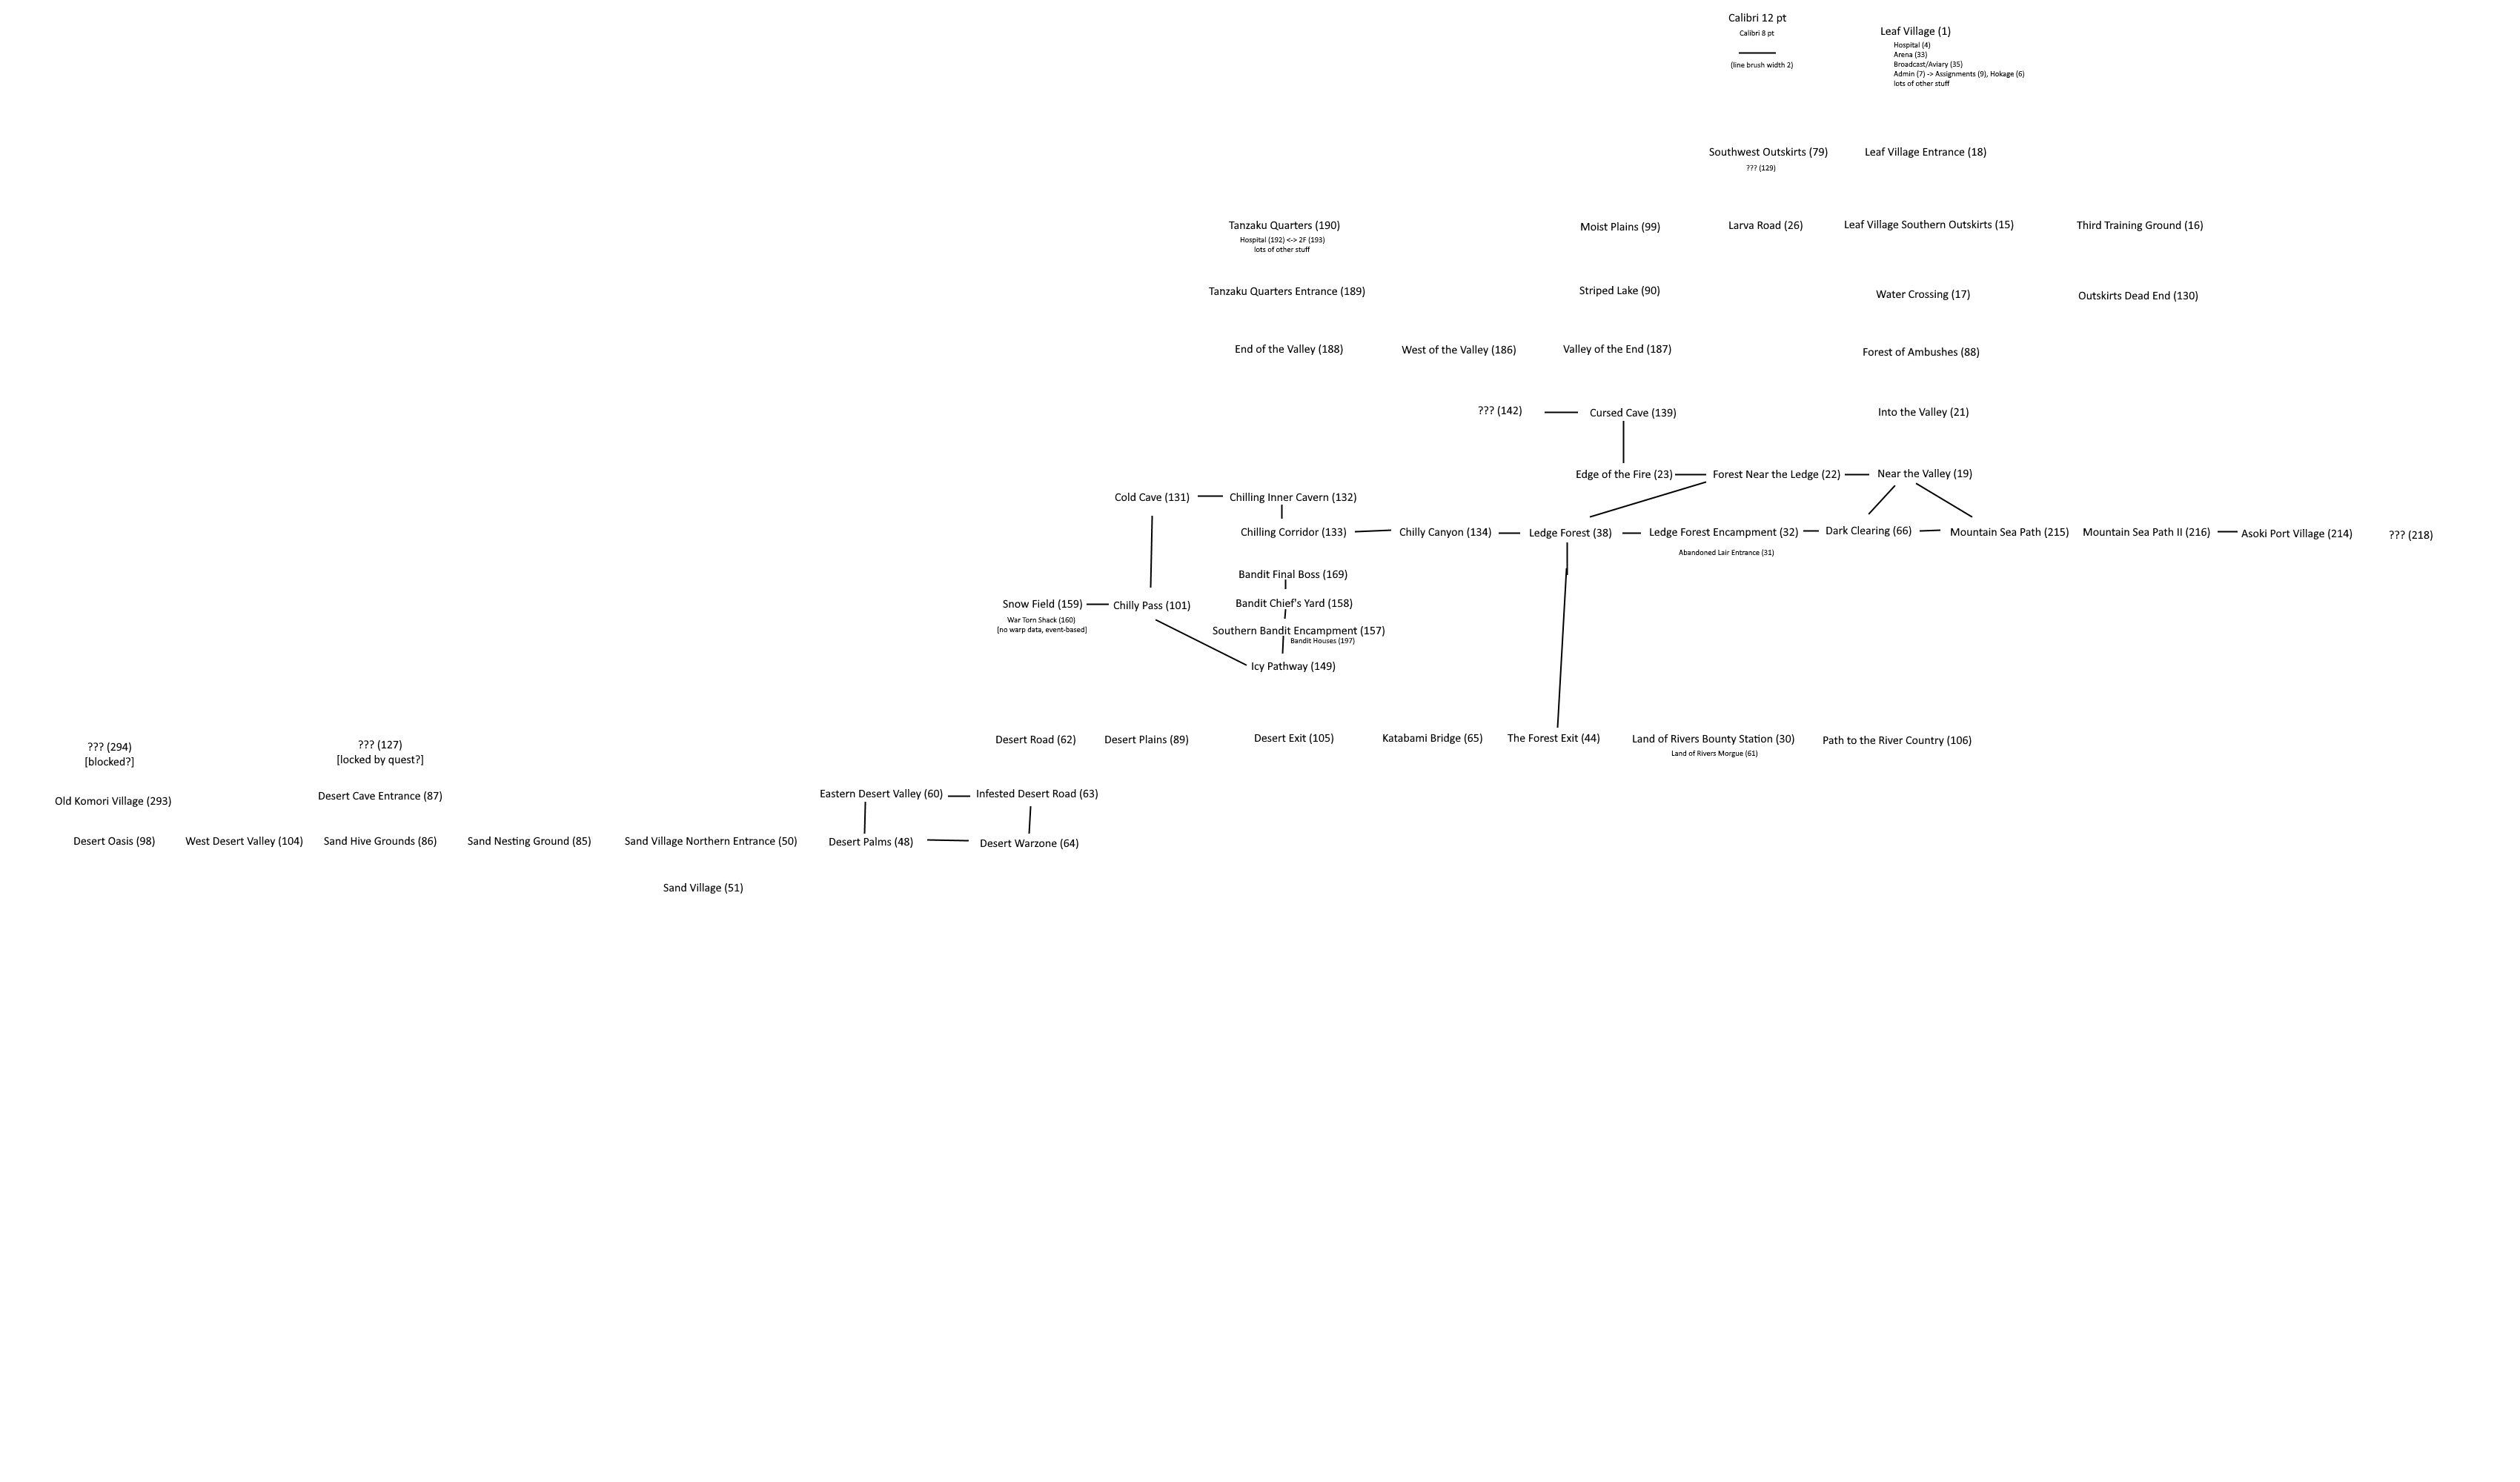 Calibri 12 pt
Calibri 8 pt
(line brush width 2)
Leaf Village (1)
Hospital (4)
Arena (33)
Broadcast/Aviary (35)
Admin (7) -> Assignments (9), Hokage (6)
lots of other stuff
Southwest Outskirts (79)
??? (129)
Leaf Village Entrance (18)
Tanzaku Quarters (190)
Hospital (192) <-> 2F (193)
lots of other stuff
Moist Plains (99)
Larva Road (26)
Leaf Village Southern Outskirts (15)
Third Training Ground (16)
Tanzaku Quarters Entrance (189)
Striped Lake (90)
Water Crossing (17)
Outskirts Dead End (130)
End of the Valley (188)
West of the Valley (186)
Valley of the End (187)
Forest of Ambushes (88)
??? (142)
Cursed Cave (139)
Into the Valley (21)
Edge of the Fire (23)
Forest Near the Ledge (22)
Near the Valley (19)
Cold Cave (131)
Chilling Inner Cavern (132)
Chilling Corridor (133)
Chilly Canyon (134)
Ledge Forest (38)
Ledge Forest Encampment (32)
Abandoned Lair Entrance (31)
Dark Clearing (66)
Mountain Sea Path (215)
Mountain Sea Path II (216)
Asoki Port Village (214)
??? (218)
Bandit Final Boss (169)
Snow Field (159)
War Torn Shack (160)
[no warp data, event-based]
Chilly Pass (101)
Bandit Chief's Yard (158)
Southern Bandit Encampment (157)
Bandit Houses (197)
Icy Pathway (149)
??? (294)
[blocked?]
??? (127)
[locked by quest?]
Desert Road (62)
Desert Plains (89)
Desert Exit (105)
Katabami Bridge (65)
The Forest Exit (44)
Land of Rivers Bounty Station (30)
Land of Rivers Morgue (61)
Path to the River Country (106)
Old Komori Village (293)
Desert Cave Entrance (87)
Eastern Desert Valley (60)
Infested Desert Road (63)
Desert Oasis (98)
West Desert Valley (104)
Sand Hive Grounds (86)
Sand Nesting Ground (85)
Sand Village Northern Entrance (50)
Desert Palms (48)
Desert Warzone (64)
Sand Village (51)